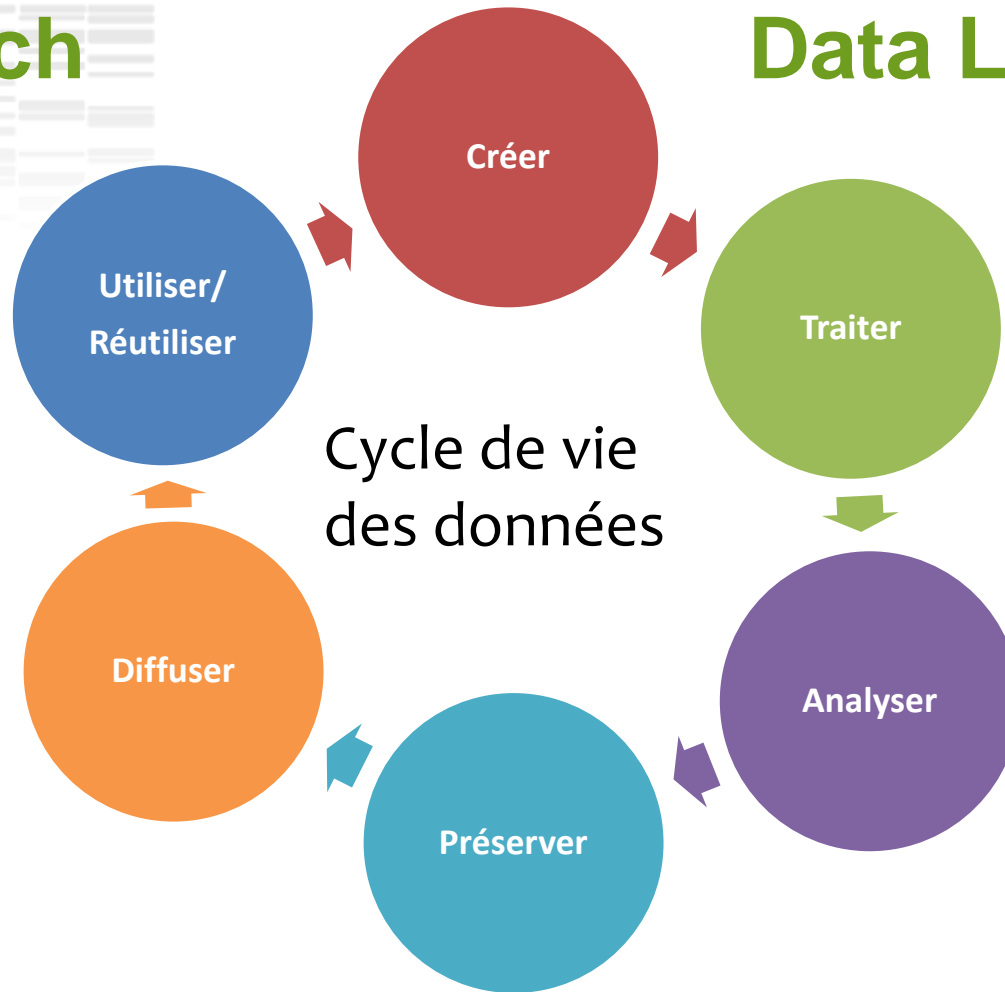 ch
Data L
Créer
Utiliser/
Réutiliser
Traiter
Cycle de vie
des données
Diffuser
Analyser
Préserver